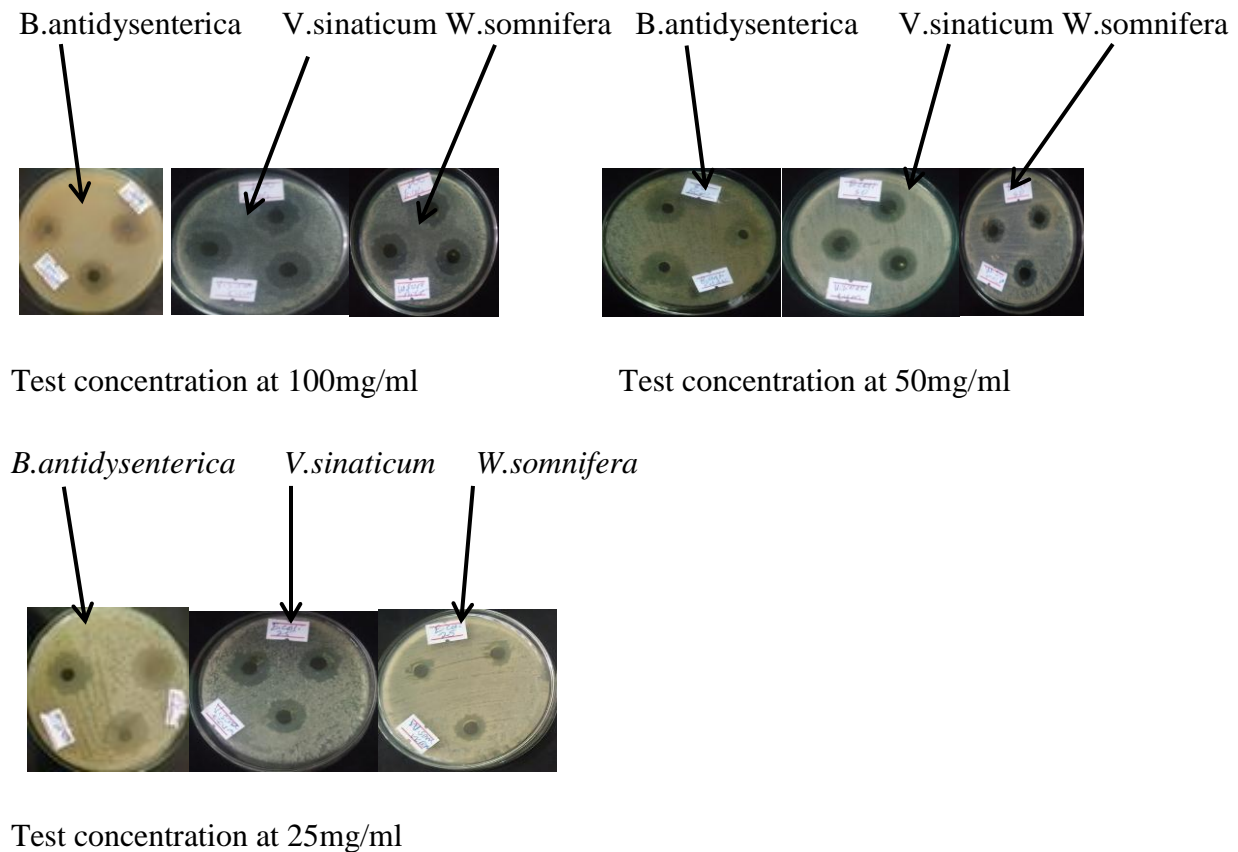 B.antidysenterica V.sinaticum W.somnifera B.antidysenterica V.sinaticum W.somnifera
Test concentration at 100mg/ml Test concentration at 50mg/ml
B.antidysenterica V.sinaticum W.somnifera
Test concentration at 25mg/ml